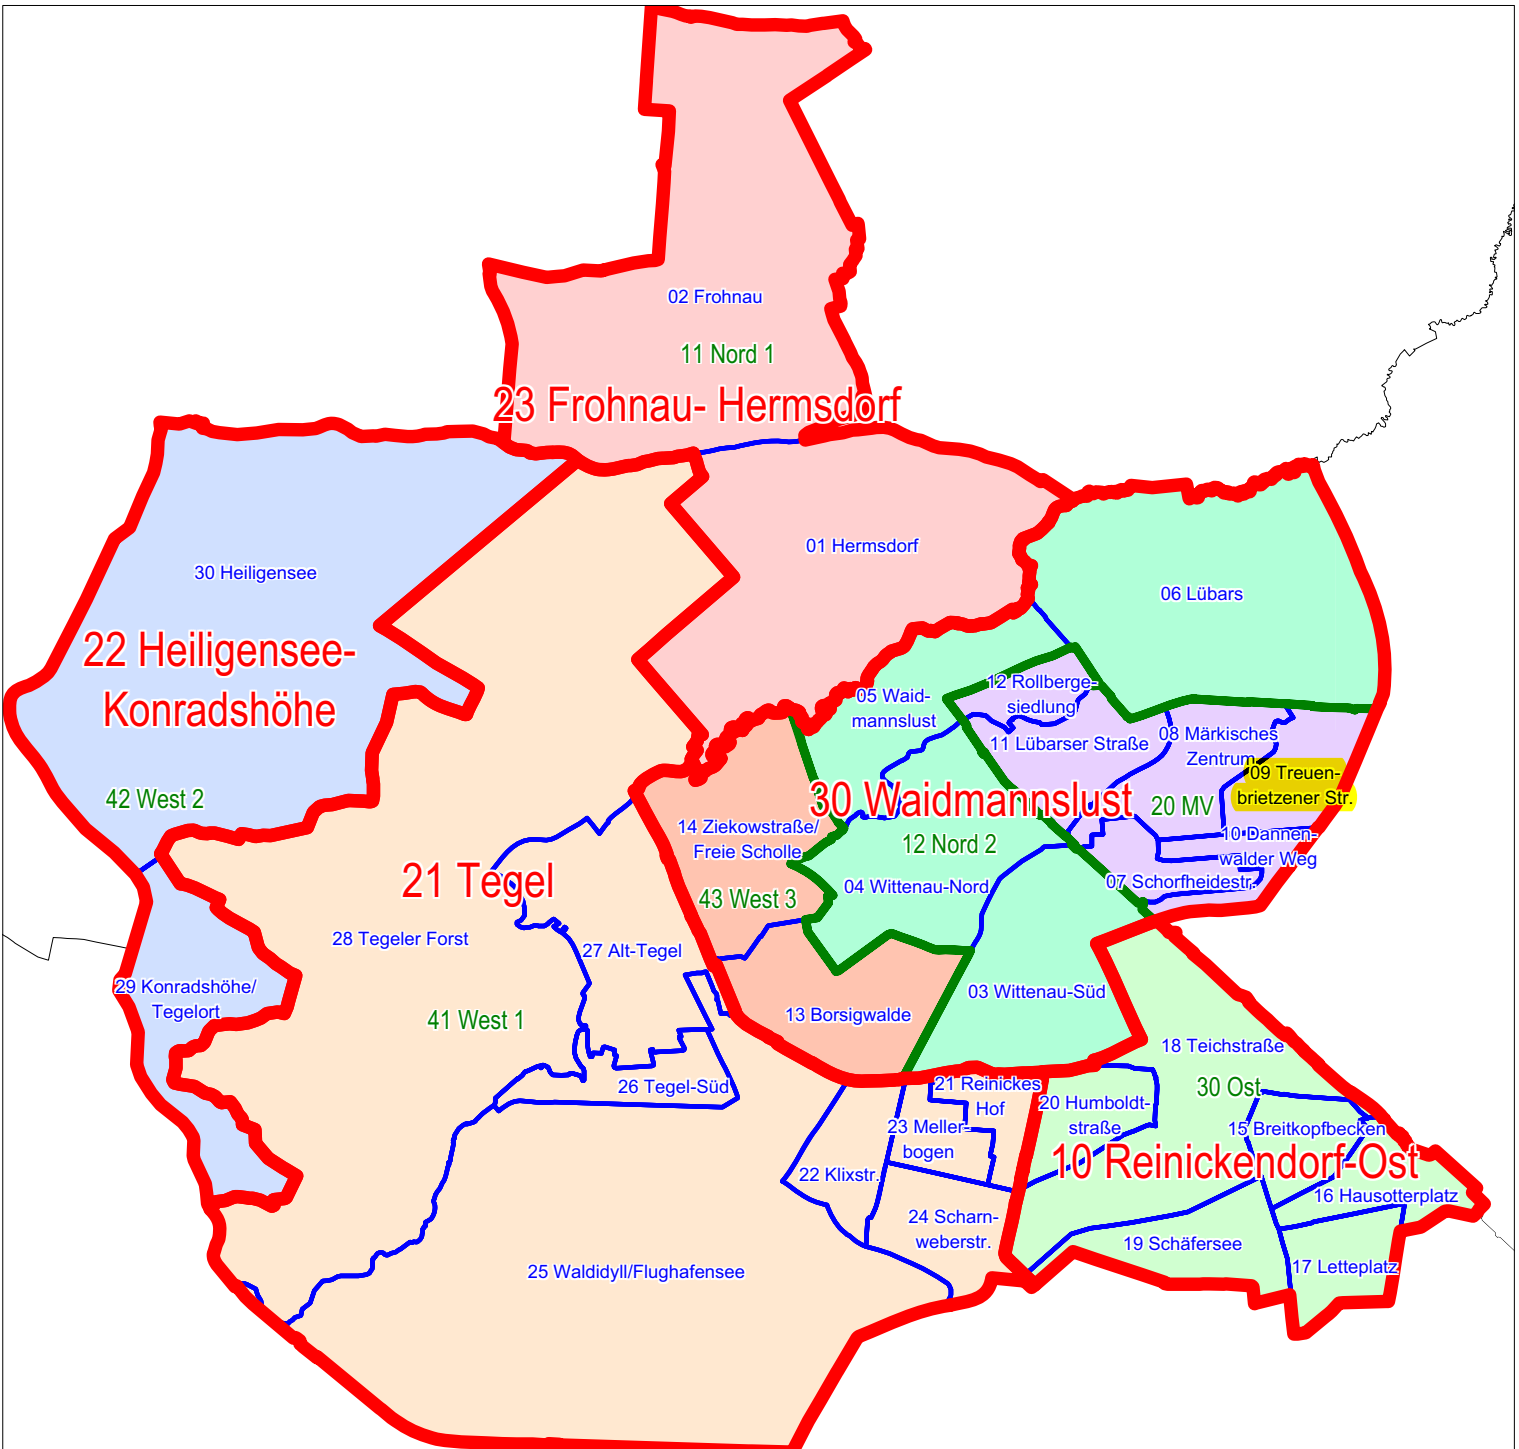 02 Frohnau
11 Nord 1
23 Frohnau- Hermsdorf
01 Hermsdorf
30 Heiligensee
06 Lübars
22 Heiligensee-
Konradshöhe
42 West 2
05 Waid-
mannslust
12 Rollberge-
siedlung
11 Lübarser Straße
08 Märkisches
Zentrum
09 Treuen-
brietzener Str.
30 Waidmannslust
20 MV
14 Ziekowstraße/
Freie Scholle
12 Nord 2
10 Dannen-
walder Weg
21 Tegel
43 West 3
04 Wittenau-Nord
07 Schorfheidestr.
28 Tegeler Forst
27 Alt-Tegel
29 Konradshöhe/
Tegelort
41 West 1
13 Borsigwalde
03 Wittenau-Süd
18 Teichstraße
26 Tegel-Süd
21 Reinickes
Hof
30 Ost
20 Humboldt-
straße
23 Meller-
bogen
15 Breitkopfbecken
10 Reinickendorf-Ost
22 Klixstr.
16 Hausotterplatz
24 Scharn-
weberstr.
19 Schäfersee
25 Waldidyll/Flughafensee
17 Letteplatz